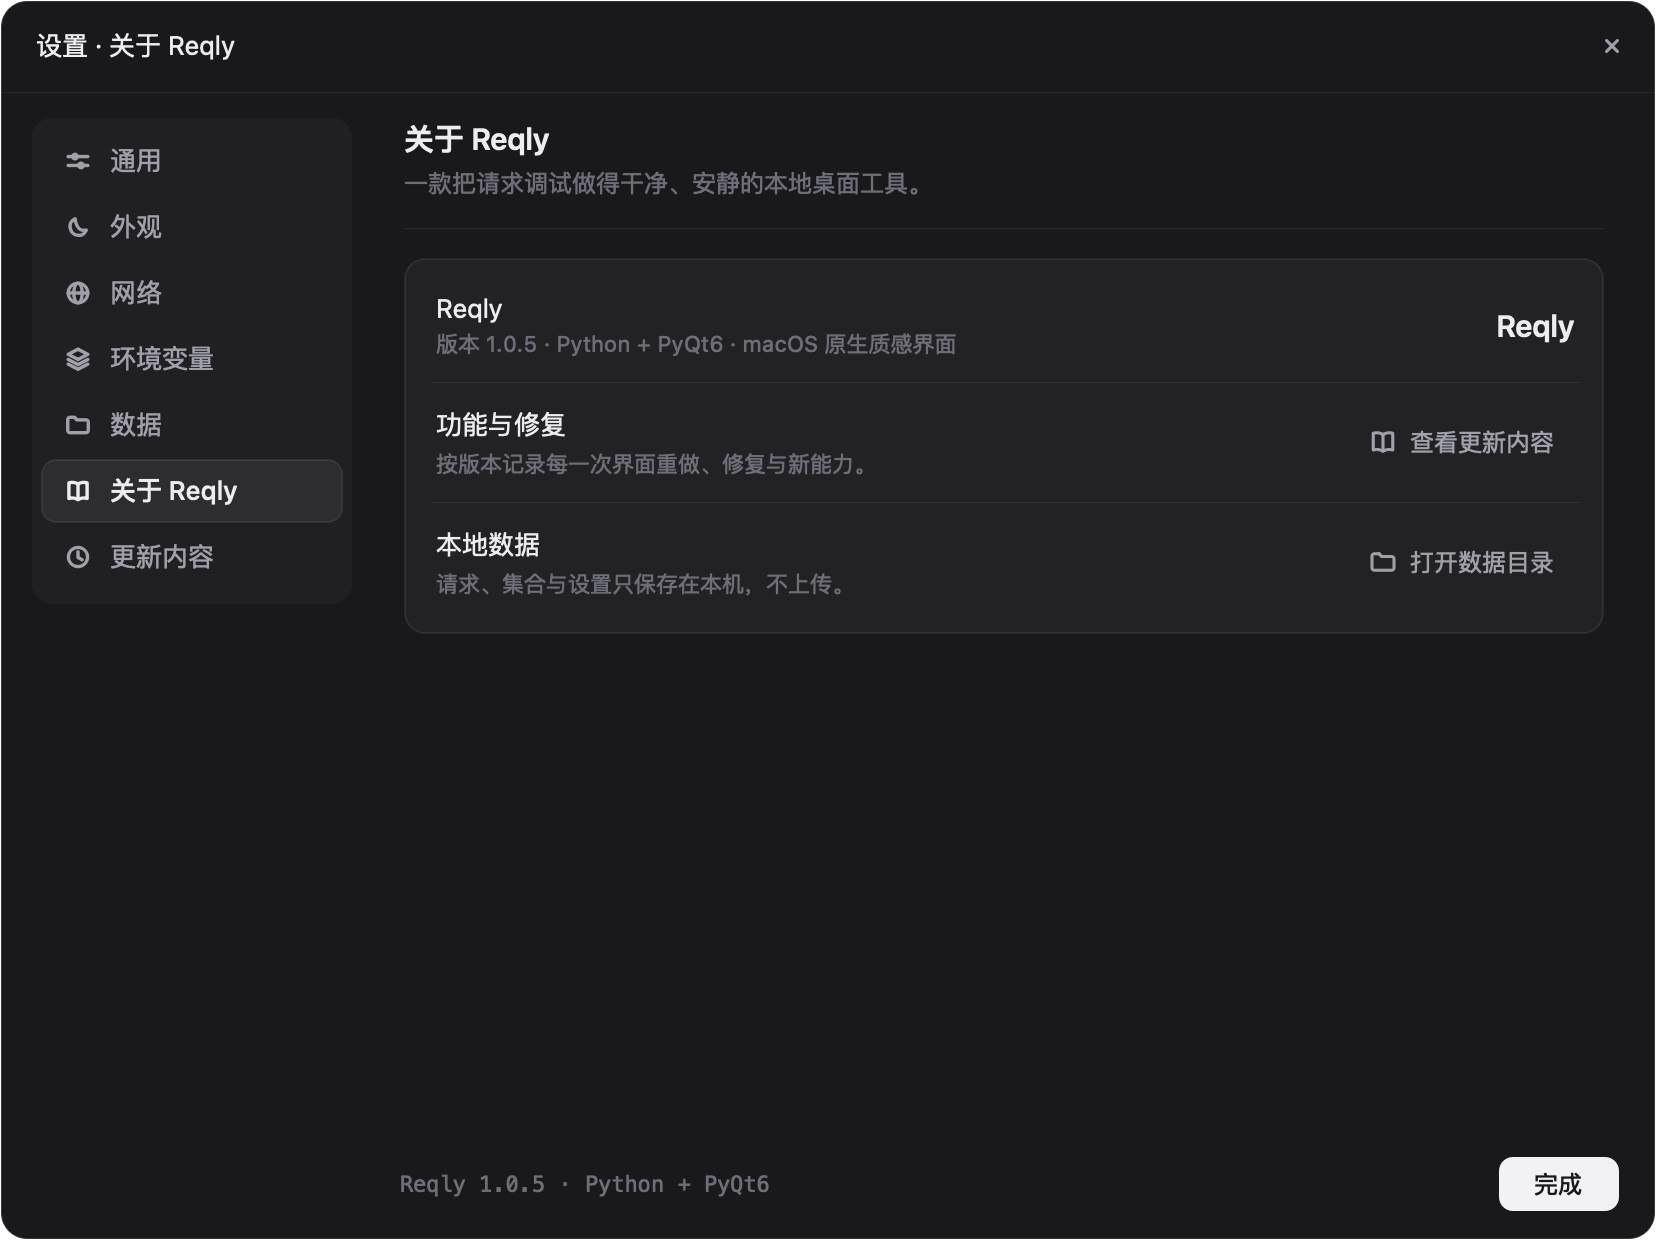 设置 · 关于 Reqly
通用
外观
网络
环境变量
数据
关于 Reqly
更新内容
关于 Reqly
一款把请求调试做得干净、安静的本地桌面工具。
Reqly
版本 1.0.5 · Python + PyQt6 · macOS 原生质感界面
Reqly
功能与修复
按版本记录每一次界面重做、修复与新能力。
查看更新内容
本地数据
请求、集合与设置只保存在本机，不上传。
打开数据目录
Reqly 1.0.5 · Python + PyQt6
完成